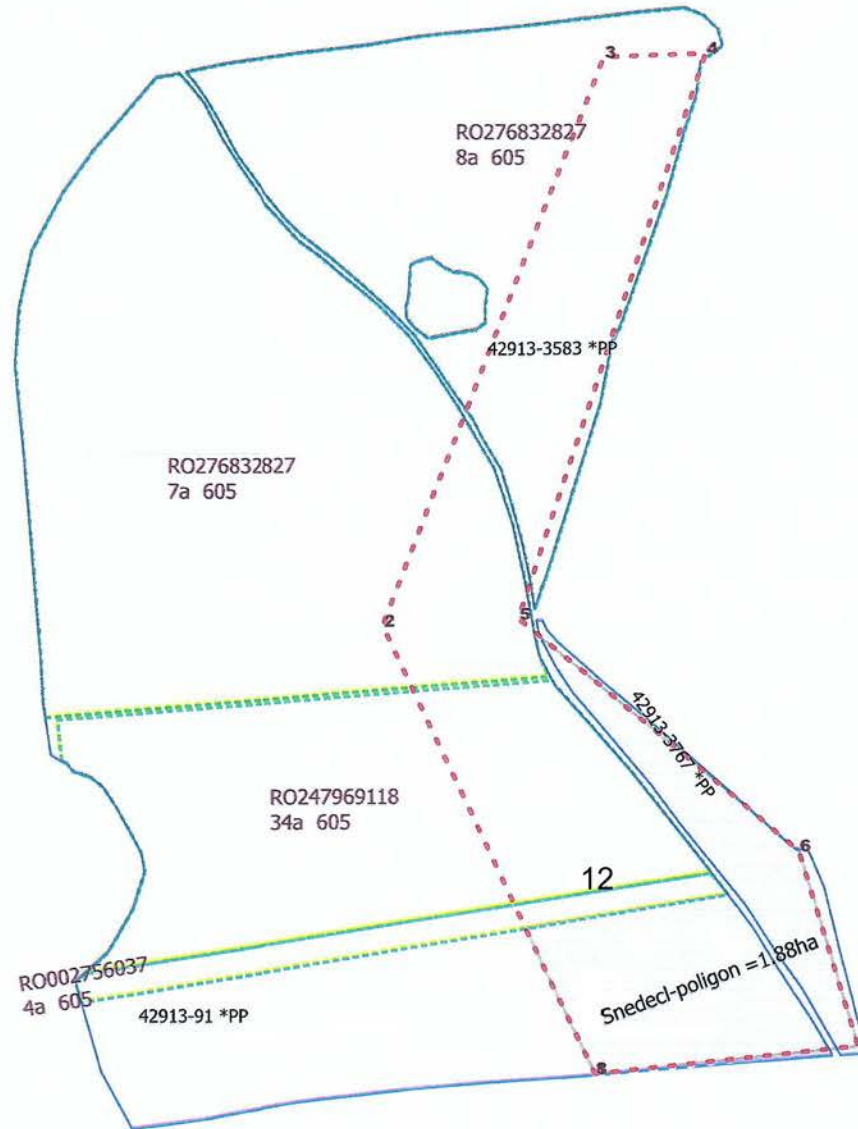 3
4
RO276832827
8a 605
42913-3583 *PP
RO276832827
7a 605
2
5
42913-3767 *PP
RO247969118
34a 605
6
12
RO002756037
4a 605
42913-91 *PP
Snedecl-poligon =1.88ha
8